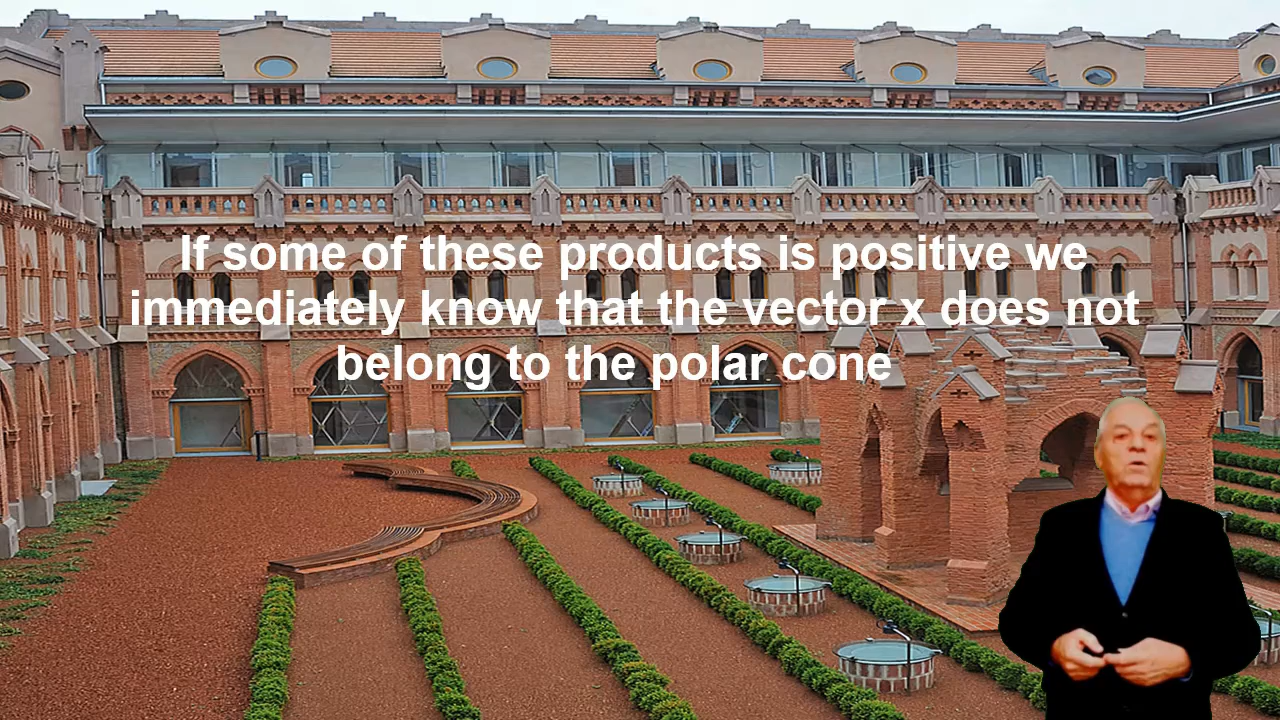 If some of these products is positive we
immediately know that the vector x does not
belong to the polar cone